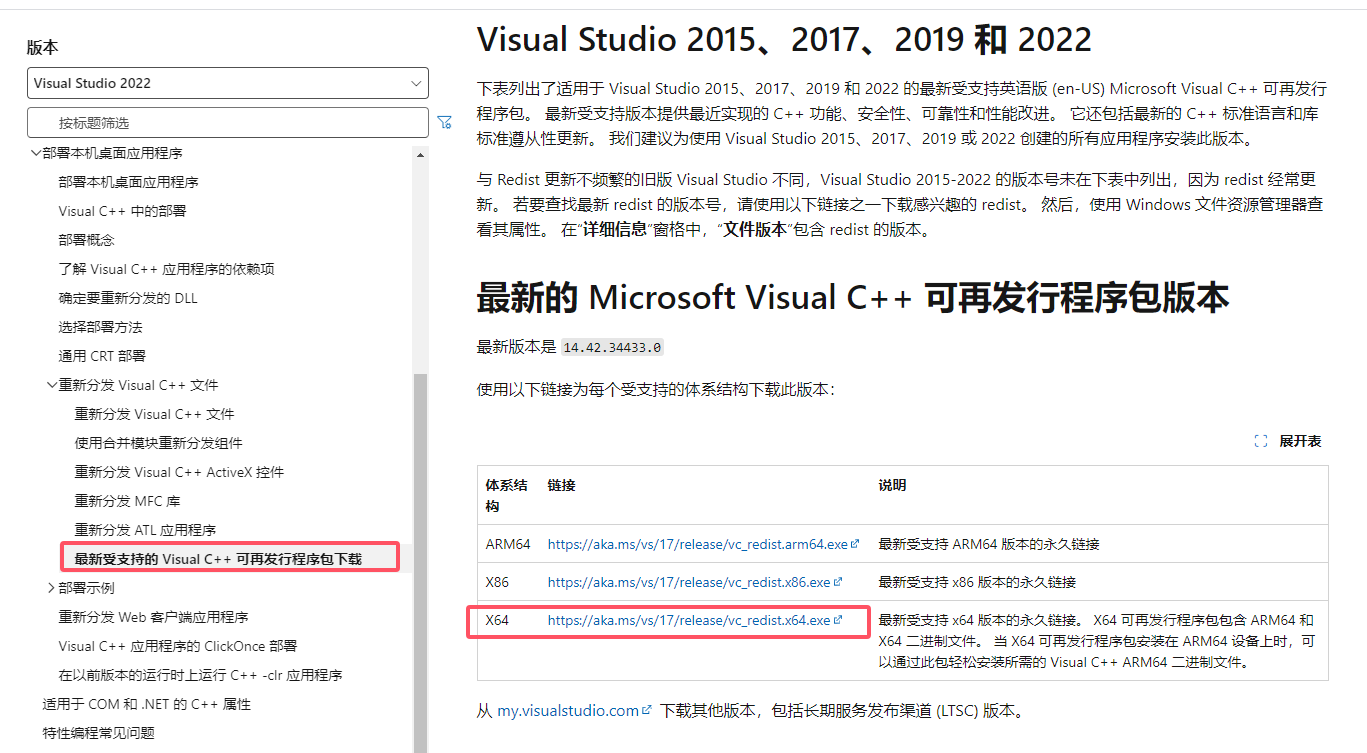 版本
Visual Studio 2022
按标题筛选
部署本机桌面应用程序
部署本机桌面应用程序
Visual C++ 中的部署
部署概念
了解 Visual C++ 应用程序的依赖项
确定要重新分发的 DLL
选择部署方法
通用 CRT 部署
重新分发 Visual C++ 文件
重新分发 Visual C++ 文件
使用合并模块重新分发组件
重新分发 Visual C++ ActiveX 控件
重新分发 MFC 库
重新分发 ATL 应用程序
最新受支持的 Visual C++ 可再发行程序包下载
部署示例
重新分发 Web 客户端应用程序
Visual C++ 应用程序的 ClickOnce 部署
在以前版本的运行时上运行 C++ -clr 应用程序
适用于 COM 和 .NET 的 C++ 属性
特性编程常见问题
Visual Studio 2015、2017、2019 和 2022
下表列出了适用于 Visual Studio 2015、2017、2019 和 2022 的最新受支持英语版 (en-US) Microsoft Visual C++ 可再发行
程序包。 最新受支持版本提供最近实现的 C++ 功能、安全性、可靠性和性能改进。 它还包括最新的 C++ 标准语言和库
标准遵从性更新。 我们建议为使用 Visual Studio 2015、2017、2019 或 2022 创建的所有应用程序安装此版本。
与 Redist 更新不频繁的旧版 Visual Studio 不同，Visual Studio 2015-2022 的版本号未在下表中列出，因为 redist 经常更
新。 若要查找最新 redist 的版本号，请使用以下链接之一下载感兴趣的 redist。 然后，使用 Windows 文件资源管理器查
看其属性。 在“详细信息”窗格中，“文件版本”包含 redist 的版本。
最新的 Microsoft Visual C++ 可再发行程序包版本
最新版本是 14.42.34433.0
使用以下链接为每个受支持的体系结构下载此版本：
展开表
体系结 链接 说明
构
ARM64 https://aka.ms/vs/17/release/vc_redist.arm64.exe 最新受支持 ARM64 版本的永久链接
X86 https://aka.ms/vs/17/release/vc_redist.x86.exe 最新受支持 x86 版本的永久链接
X64 https://aka.ms/vs/17/release/vc_redist.x64.exe 最新受支持 x64 版本的永久链接。 X64 可再发行程序包包含 ARM64 和
X64 二进制文件。 当 X64 可再发行程序包安装在 ARM64 设备上时，可
以通过此包轻松安装所需的 Visual C++ ARM64 二进制文件。
从 my.visualstudio.com 下载其他版本，包括长期服务发布渠道 (LTSC) 版本。